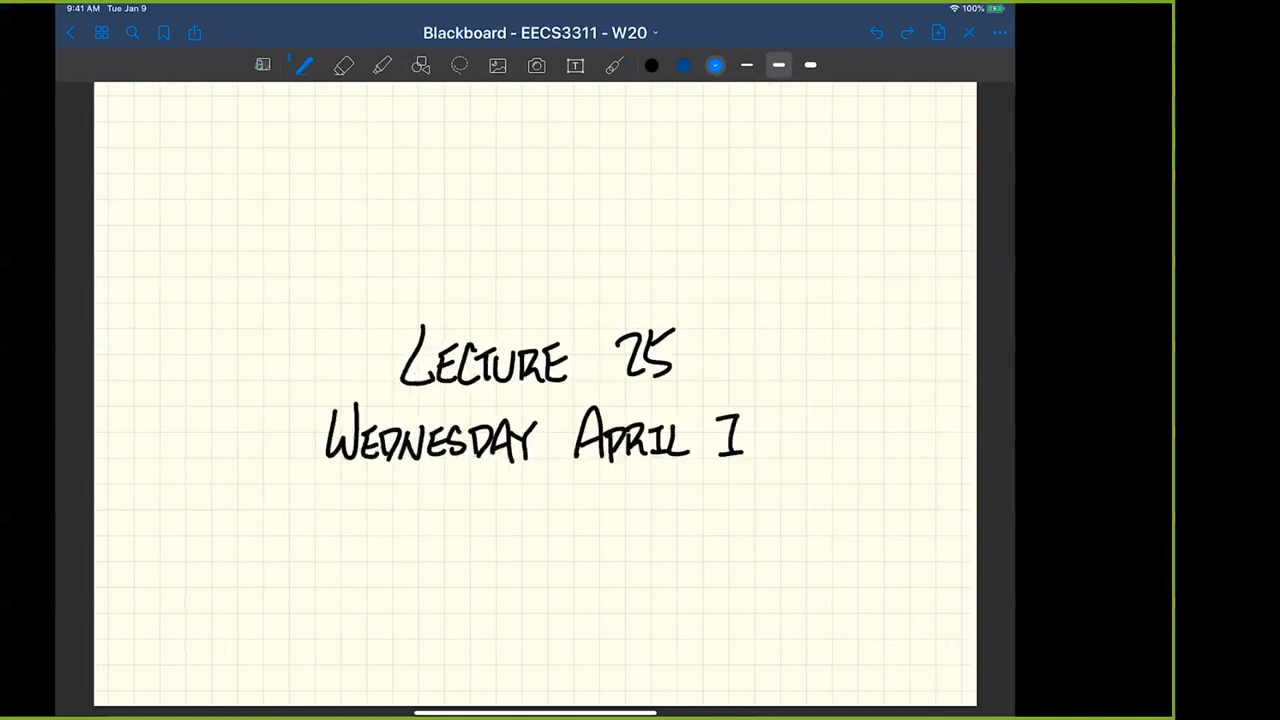 9:41 AM Tue Jan 9 100%
Blackboard - EECS3311 - W20
LECTURE 25
WEDNESDAY APRIL 1